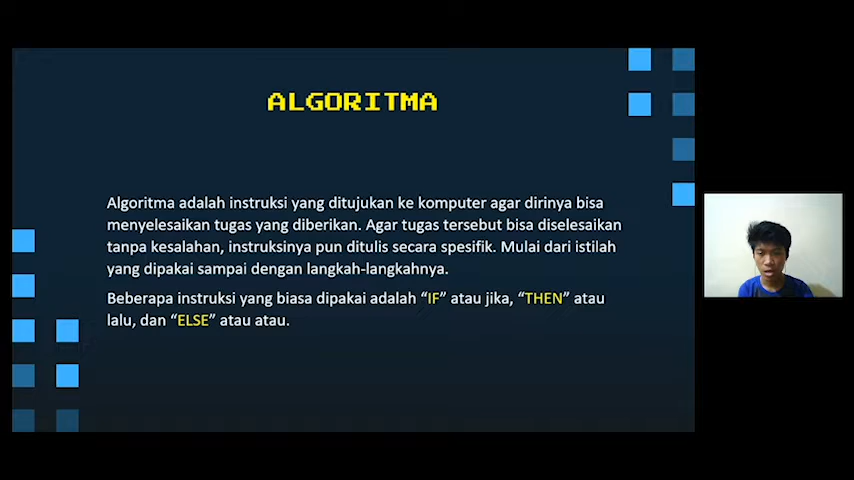 ALGORITMA
Algoritma adalah instruksi yang ditujukan ke komputer agar dirinya bisa
menyelesaikan tugas yang diberikan. Agar tugas tersebut bisa diselesaikan
tanpa kesalahan, instruksinya pun ditulis secara spesifik. Mulai dari istilah
yang dipakai sampai dengan langkah-langkahnya.
Beberapa instruksi yang biasa dipakai adalah “IF” atau jika, “THEN” atau
lalu, dan “ELSE” atau atau.